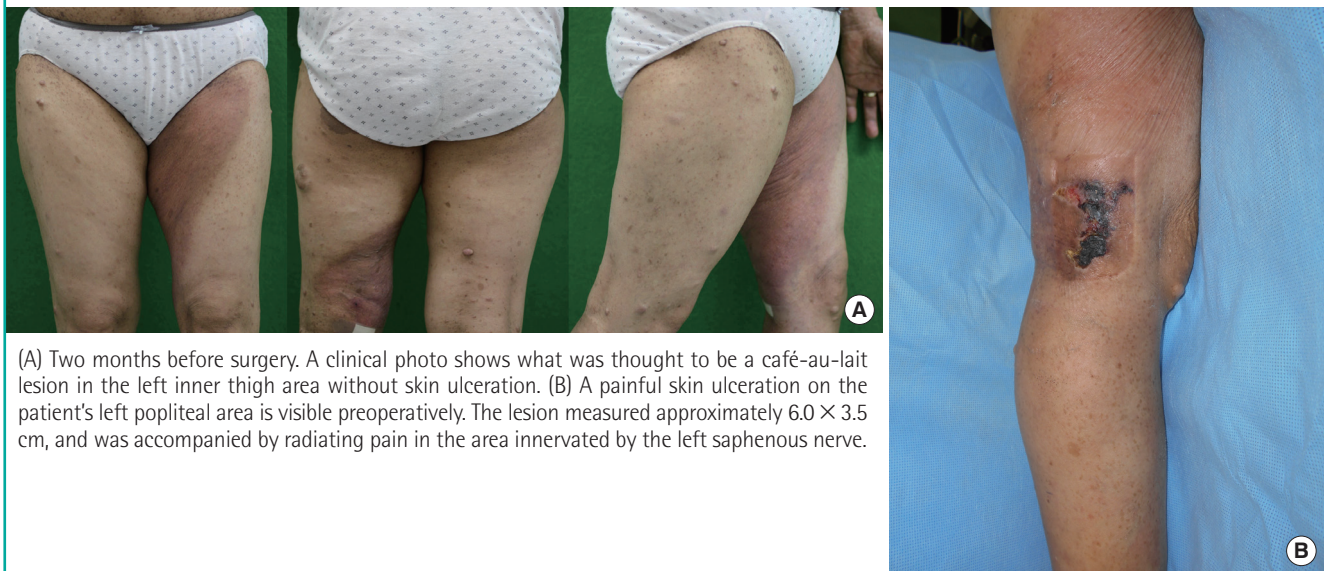 A
(A) Two months before surgery. A clinical photo shows what was thought to be a café-au-lait
lesion in the left inner thigh area without skin ulceration. (B) A painful skin ulceration on the
patient's left popliteal area is visible preoperatively. The lesion measured approximately 6.0 × 3.5
cm, and was accompanied by radiating pain in the area innervated by the left saphenous nerve.
B